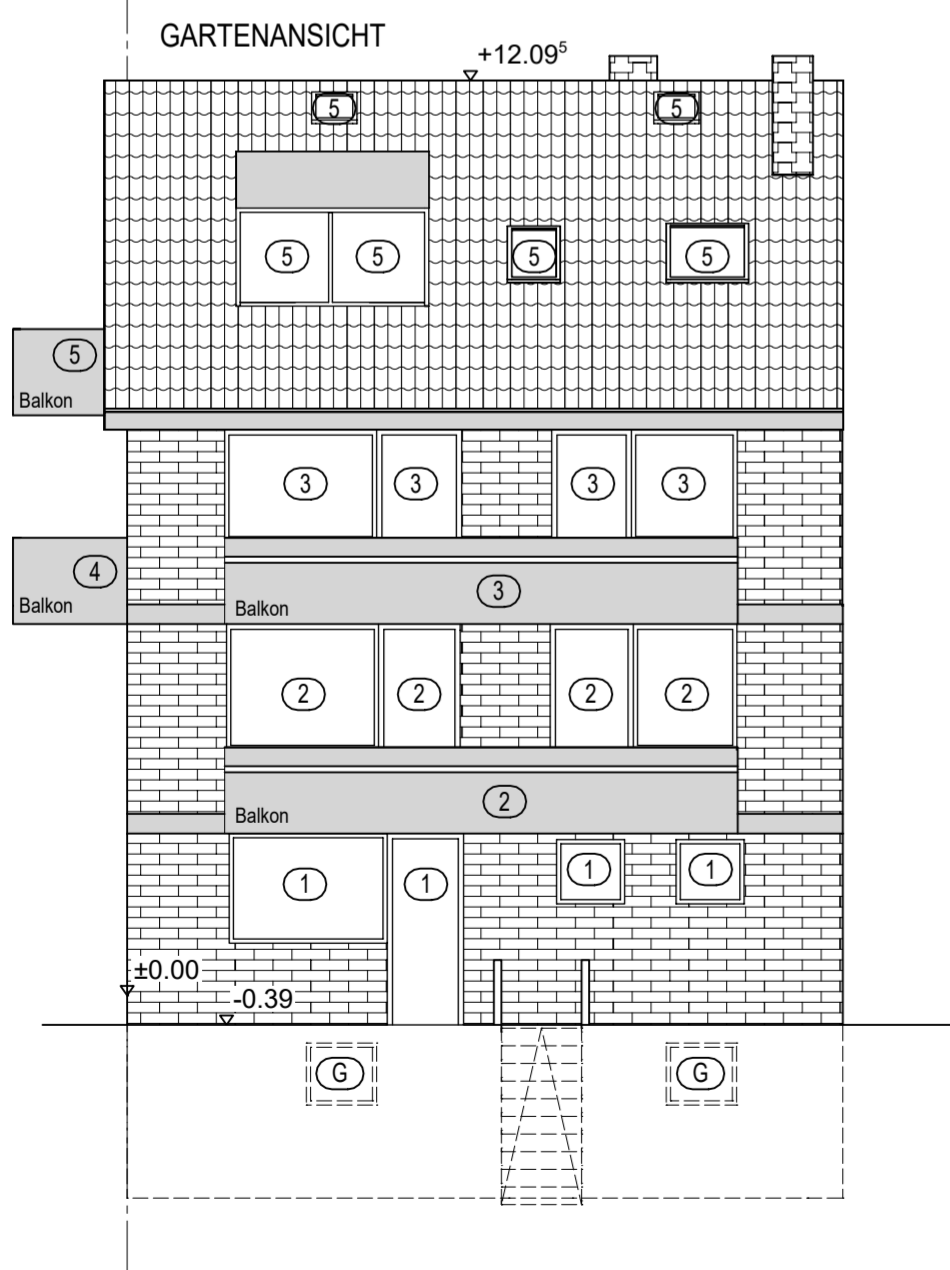 GARTENANSICHT
+12.09⁵
5 5
5 5 5 5
5
Balkon
3 3 3 3
4
Balkon
3
Balkon
2 2 2 2
2
Balkon
1 1 1 1
±0.00
-0.39
G G